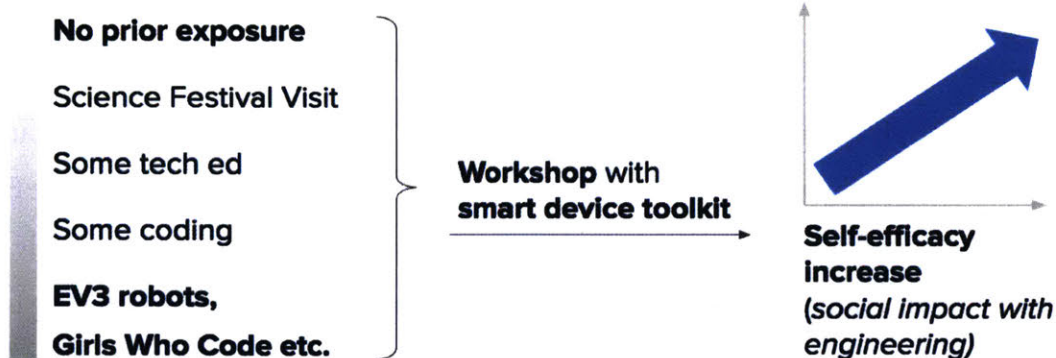 No prior exposure
Science Festival Visit
Some tech ed
Some coding
EV3 robots,
Girls Who Code etc.
Workshop with
smart device toolkit
Self-efficacy
increase
(social impact with
engineering)